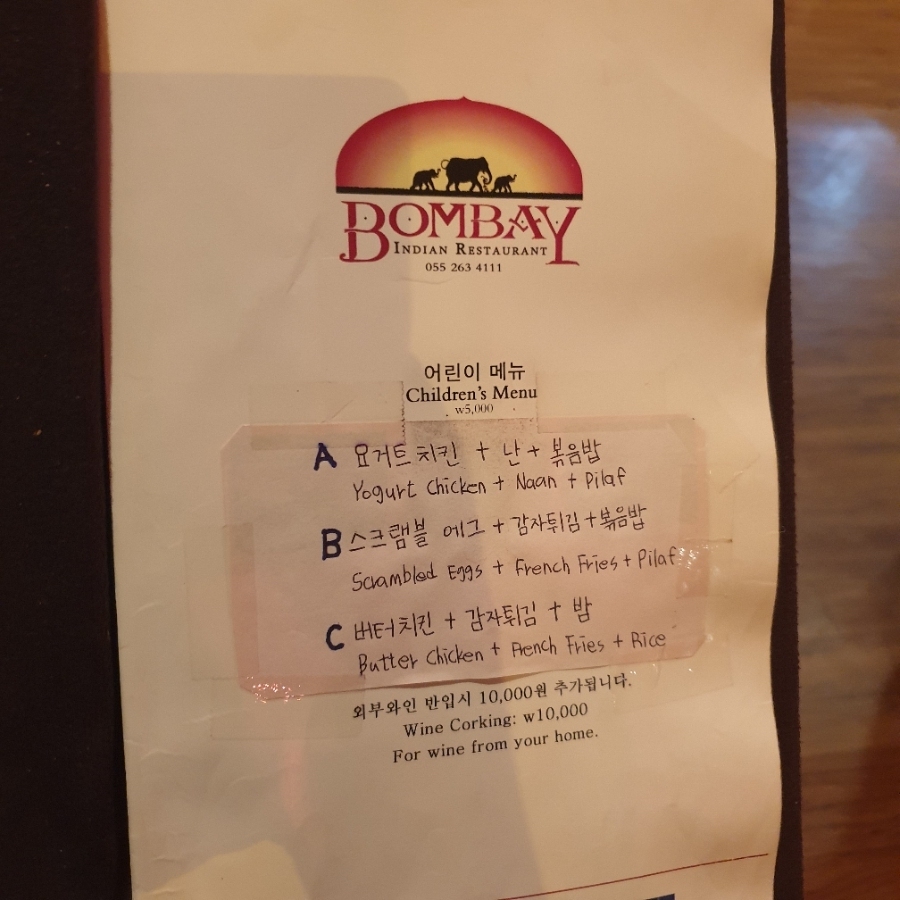 BOMBAY
INDIAN RESTAURANT
055 263 4111
어린이 메뉴
Children's Menu
₩5,000
A 요거트 치킨 + 난 + 볶음밥
Yogurt Chicken + Naan + Pilaf
B 스크램블 에그 + 감자튀김 + 볶음밥
Scrambled Eggs + French Fries + Pilaf
C 버터치킨 + 감자튀김 + 밥
Butter Chicken + French Fries + Rice
외부와인 반입시 10,000원 추가됩니다.
Wine Corking: ₩10,000
For wine from your home.